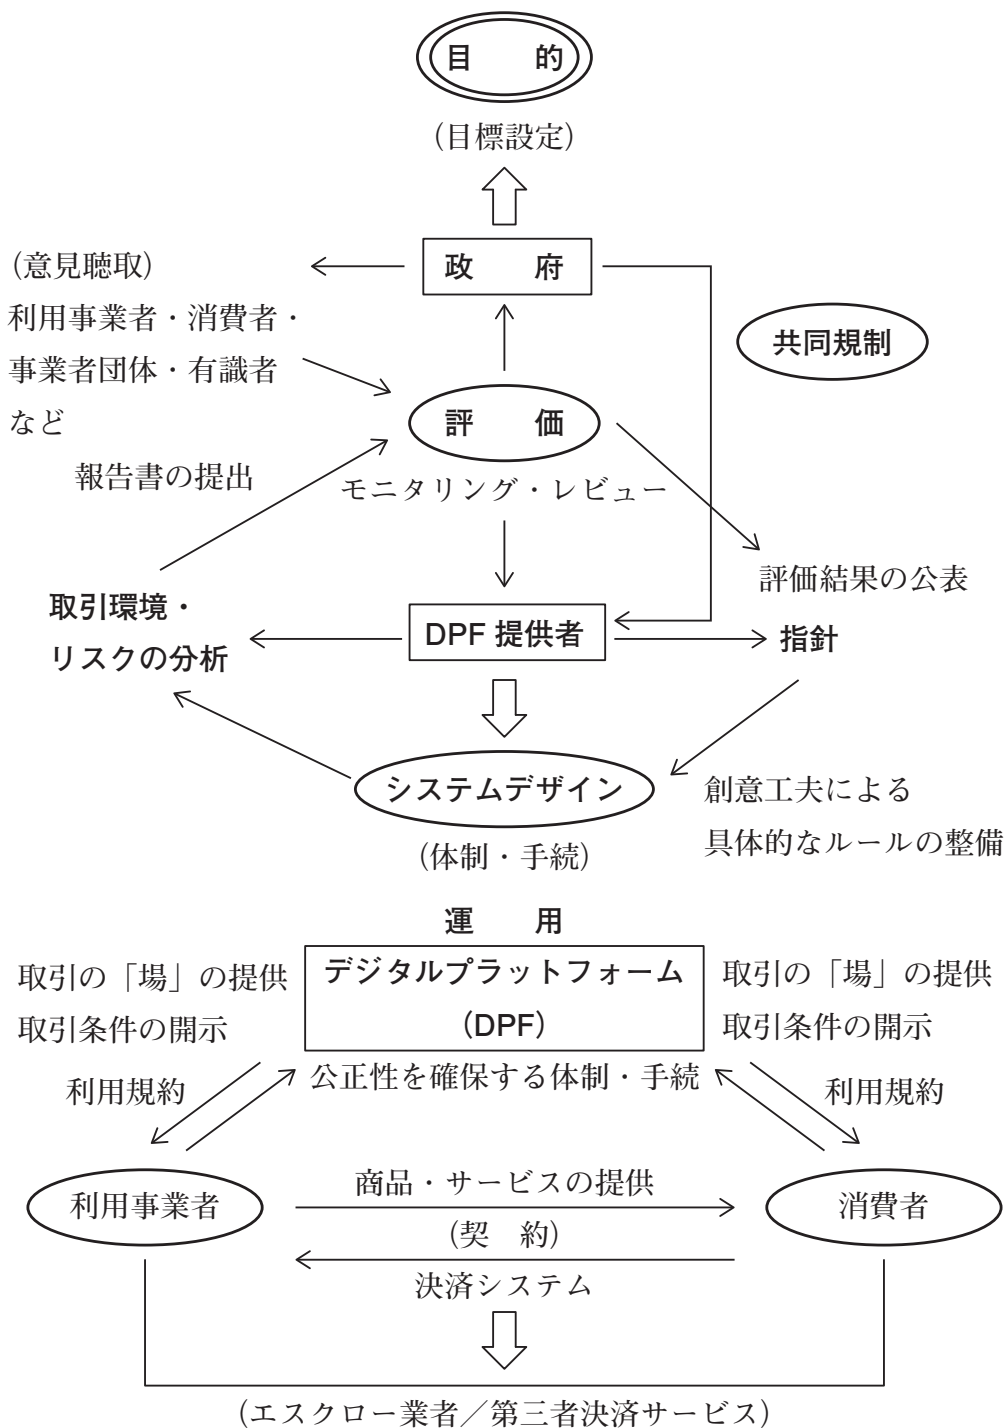 目　　的
(目標設定)
政　　府
(意見聴取)
利用事業者・消費者・
事業者団体・有識者
など
共同規制
評　　価
モニタリング・レビュー
報告書の提出
評価結果の公表
取引環境・
リスクの分析
DPF 提供者
指針
システムデザイン
(体制・手続)
創意工夫による
具体的なルールの整備
運　　用
デジタルプラットフォーム
(DPF)
取引の「場」の提供
取引条件の開示
取引の「場」の提供
取引条件の開示
公正性を確保する体制・手続
利用規約
利用規約
利用事業者
商品・サービスの提供
(契　約)
決済システム
消費者
(エスクロー業者／第三者決済サービス)